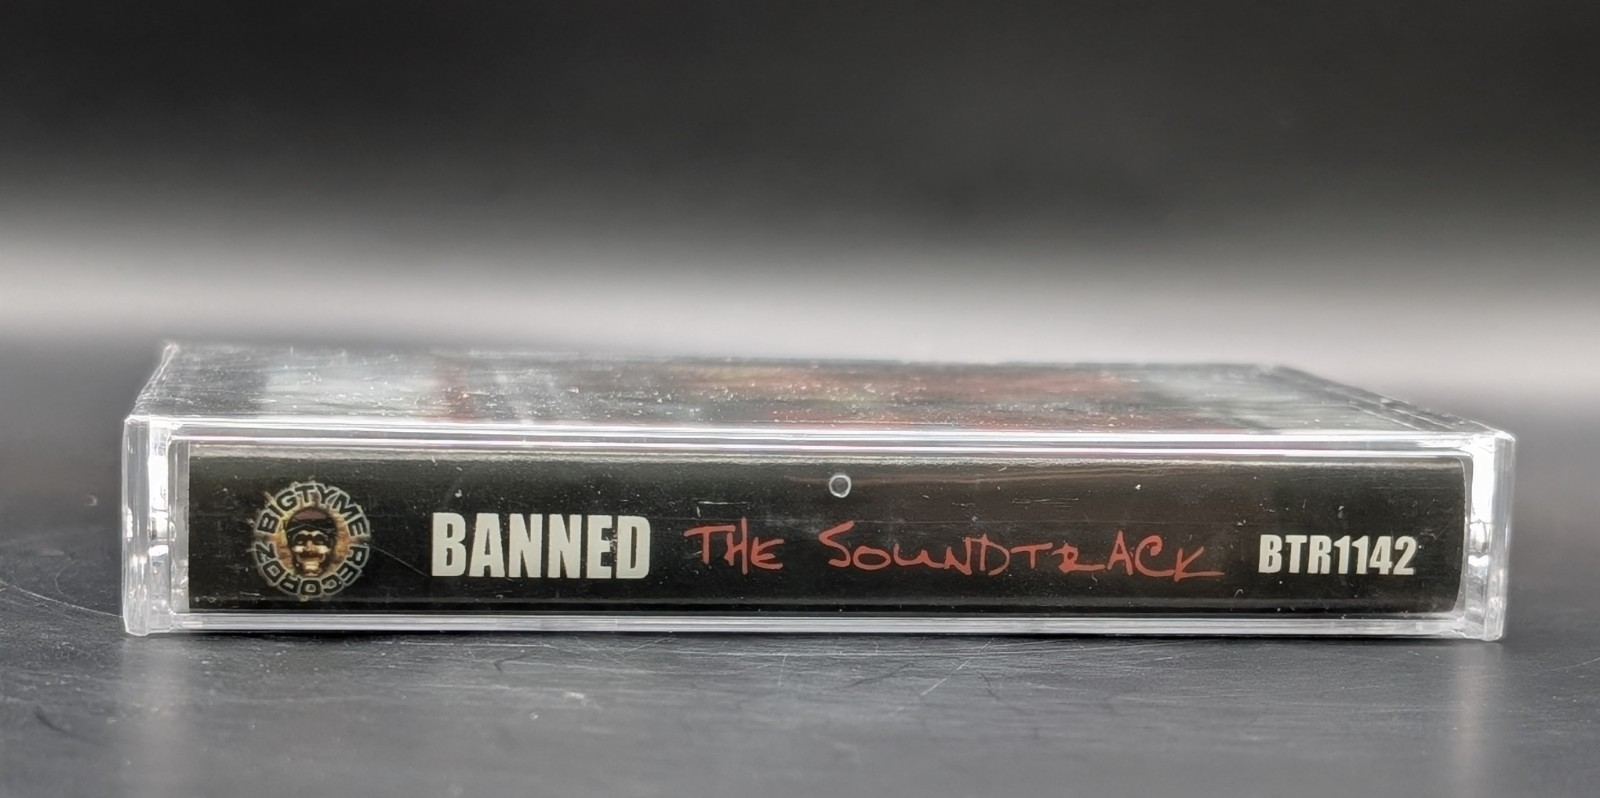 BIGTYME RECORDZ
BANNED THE SOUNDTRACK BTR1142